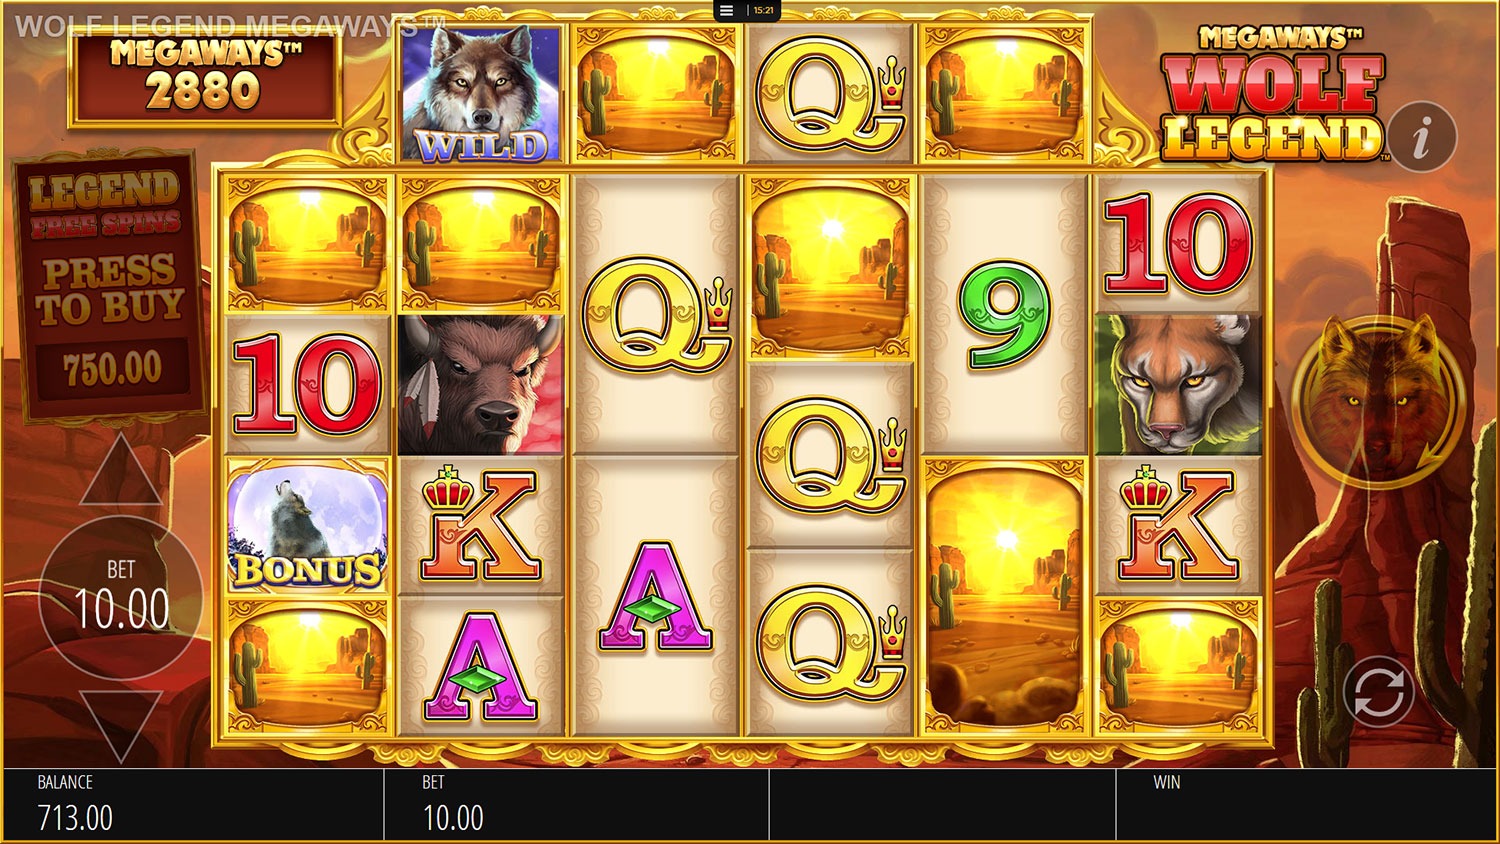 WOLF LEGEND MEGAWAYS™
15:21
MEGAWAYS™
2880
MEGAWAYS™
WOLF
LEGEND™
i
LEGEND
FREE SPINS
PRESS
TO BUY
750.00
WILD
Q
10
Q
Q
9
10
BONUS
K
A
A
Q
K
BET
10.00
BALANCE
713.00
BET
10.00
WIN